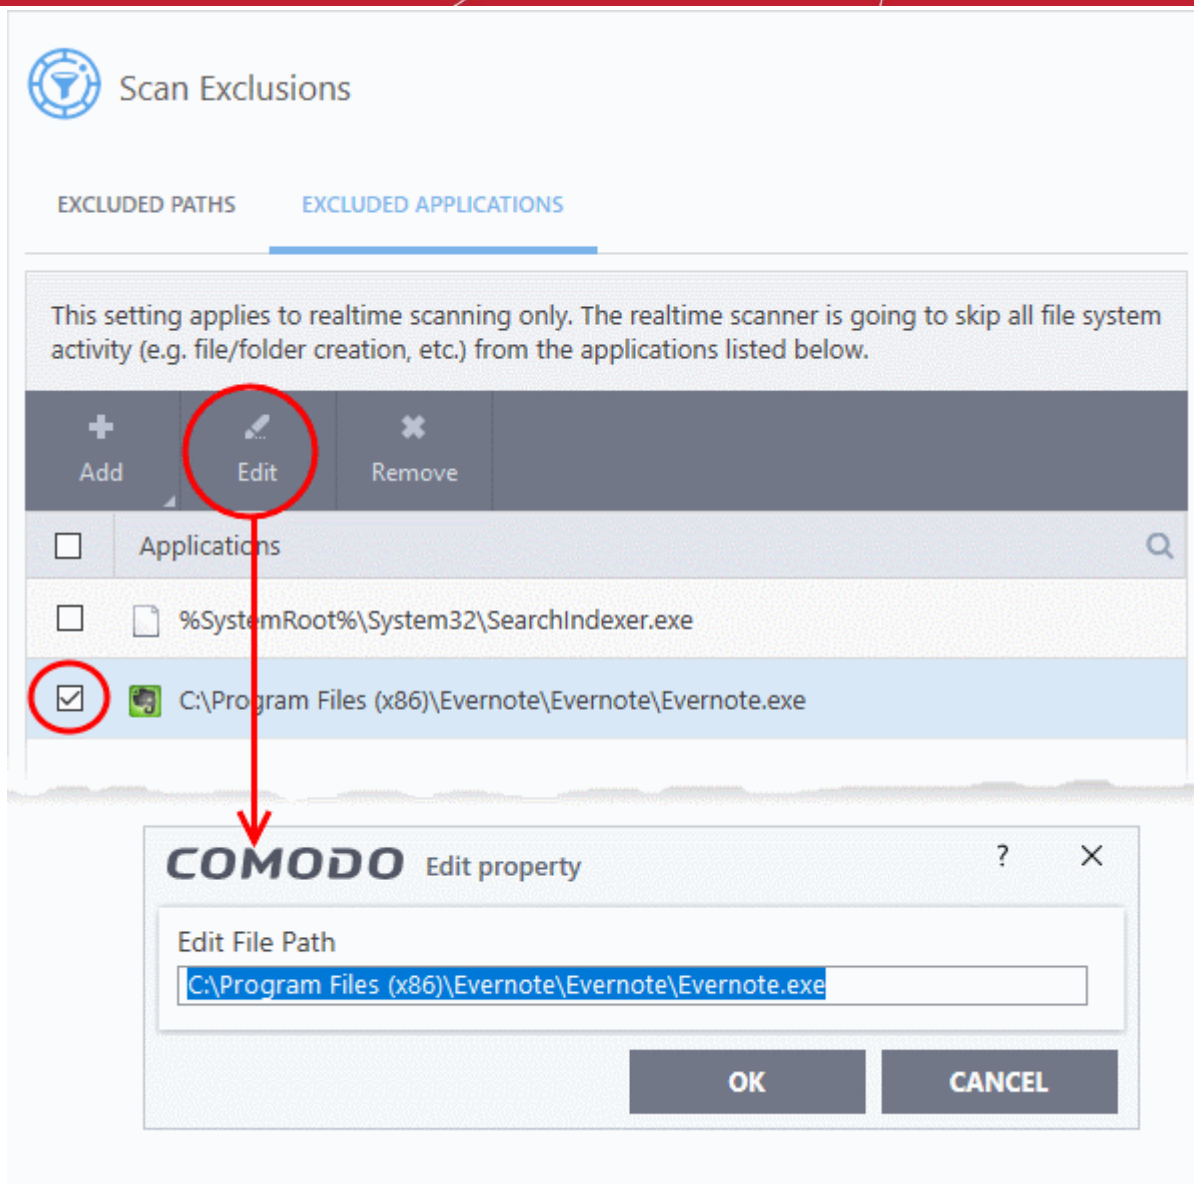 Scan Exclusions
EXCLUDED PATHS EXCLUDED APPLICATIONS
This setting applies to realtime scanning only. The realtime scanner is going to skip all file system
activity (e.g. file/folder creation, etc.) from the applications listed below.
Add Edit Remove
Applications
%SystemRoot%\System32\SearchIndexer.exe
C:\Program Files (x86)\Evernote\Evernote\Evernote.exe
COMODO Edit property ?
Edit File Path
C:\Program Files (x86)\Evernote\Evernote\Evernote.exe
OK CANCEL